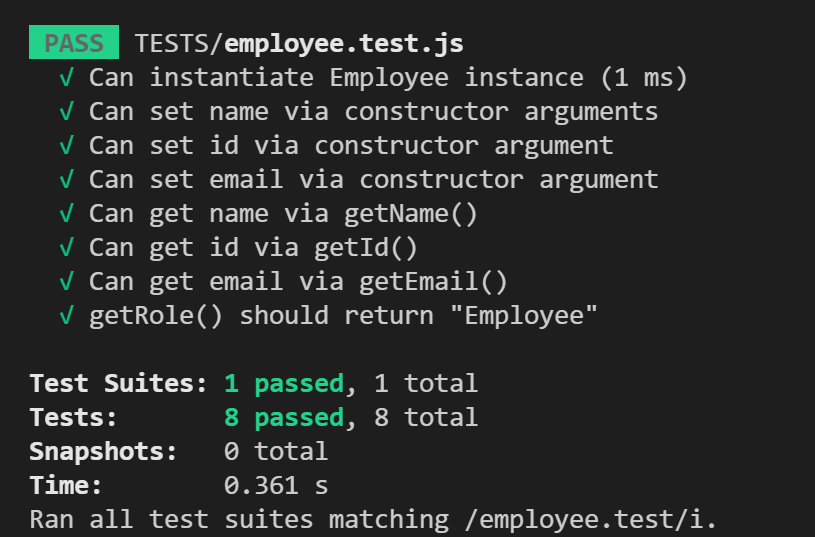 PASS TESTS/employee.test.js
√ Can instantiate Employee instance (1 ms)
√ Can set name via constructor arguments
√ Can set id via constructor argument
√ Can set email via constructor argument
√ Can get name via getName()
√ Can get id via getId()
√ Can get email via getEmail()
√ getRole() should return "Employee"
Test Suites: 1 passed, 1 total
Tests: 8 passed, 8 total
Snapshots: 0 total
Time: 0.361 s
Ran all test suites matching /employee.test/i.